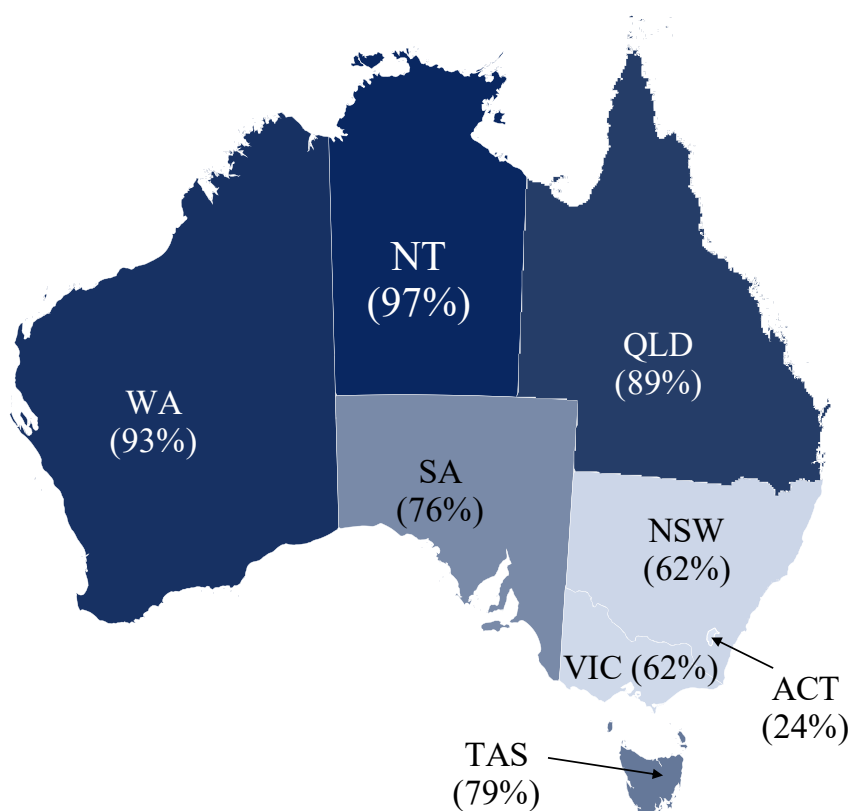 NT
(97%)
QLD
(89%)
WA
(93%)
SA
(76%)
NSW
(62%)
VIC (62%)
ACT
(24%)
TAS
(79%)